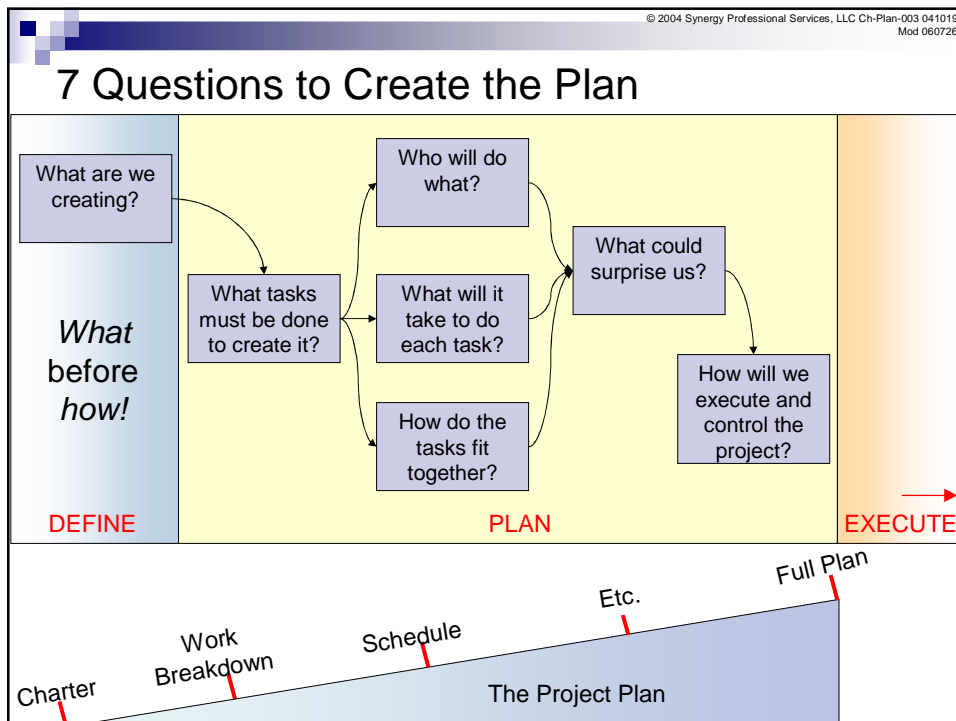 © 2004 Synergy Professional Services, LLC Ch-Plan-003 041019
Mod 060726
7 Questions to Create the Plan
What are we
creating?
What
before
how!
DEFINE
What tasks
must be done
to create it?
Who will do
what?
What will it
take to do
each task?
How do the
tasks fit
together?
What could
surprise us?
How will we
execute and
control the
project?
PLAN
EXECUTE
Charter
Work
Breakdown
Schedule
Etc.
Full Plan
The Project Plan